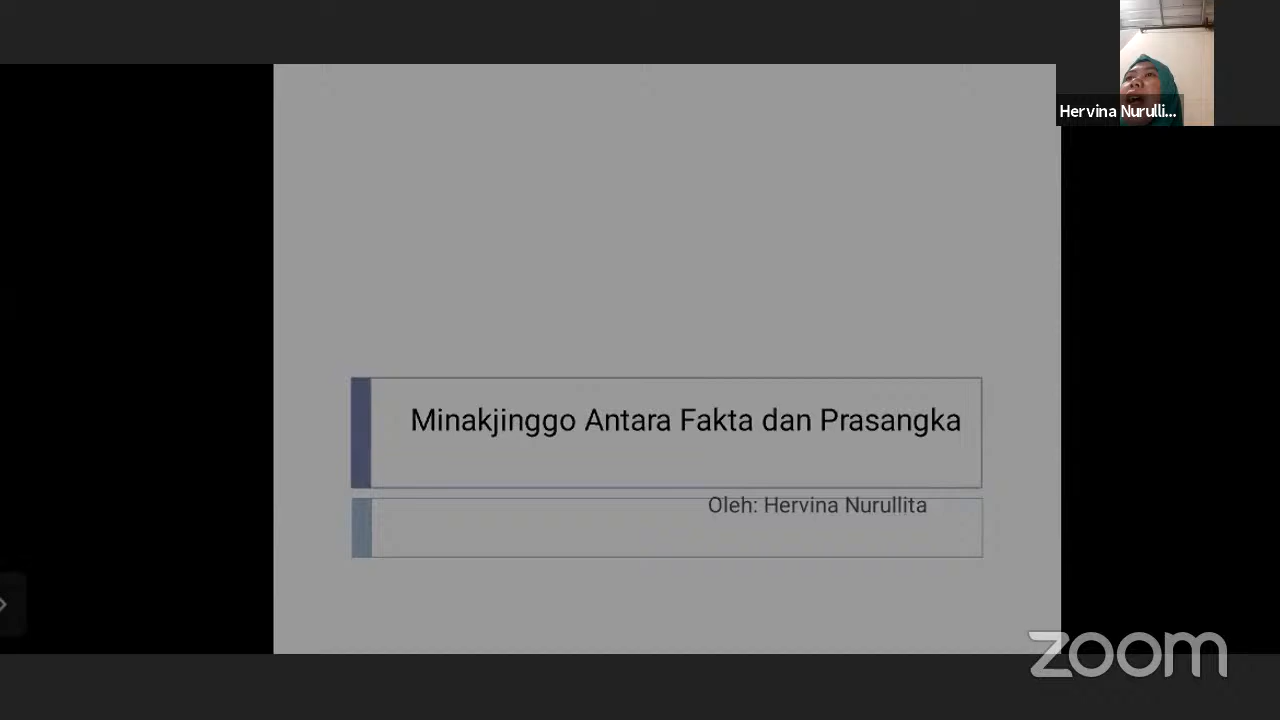 Hervina Nurulli...
Minakjinggo Antara Fakta dan Prasangka
Oleh: Hervina Nurullita
zoom